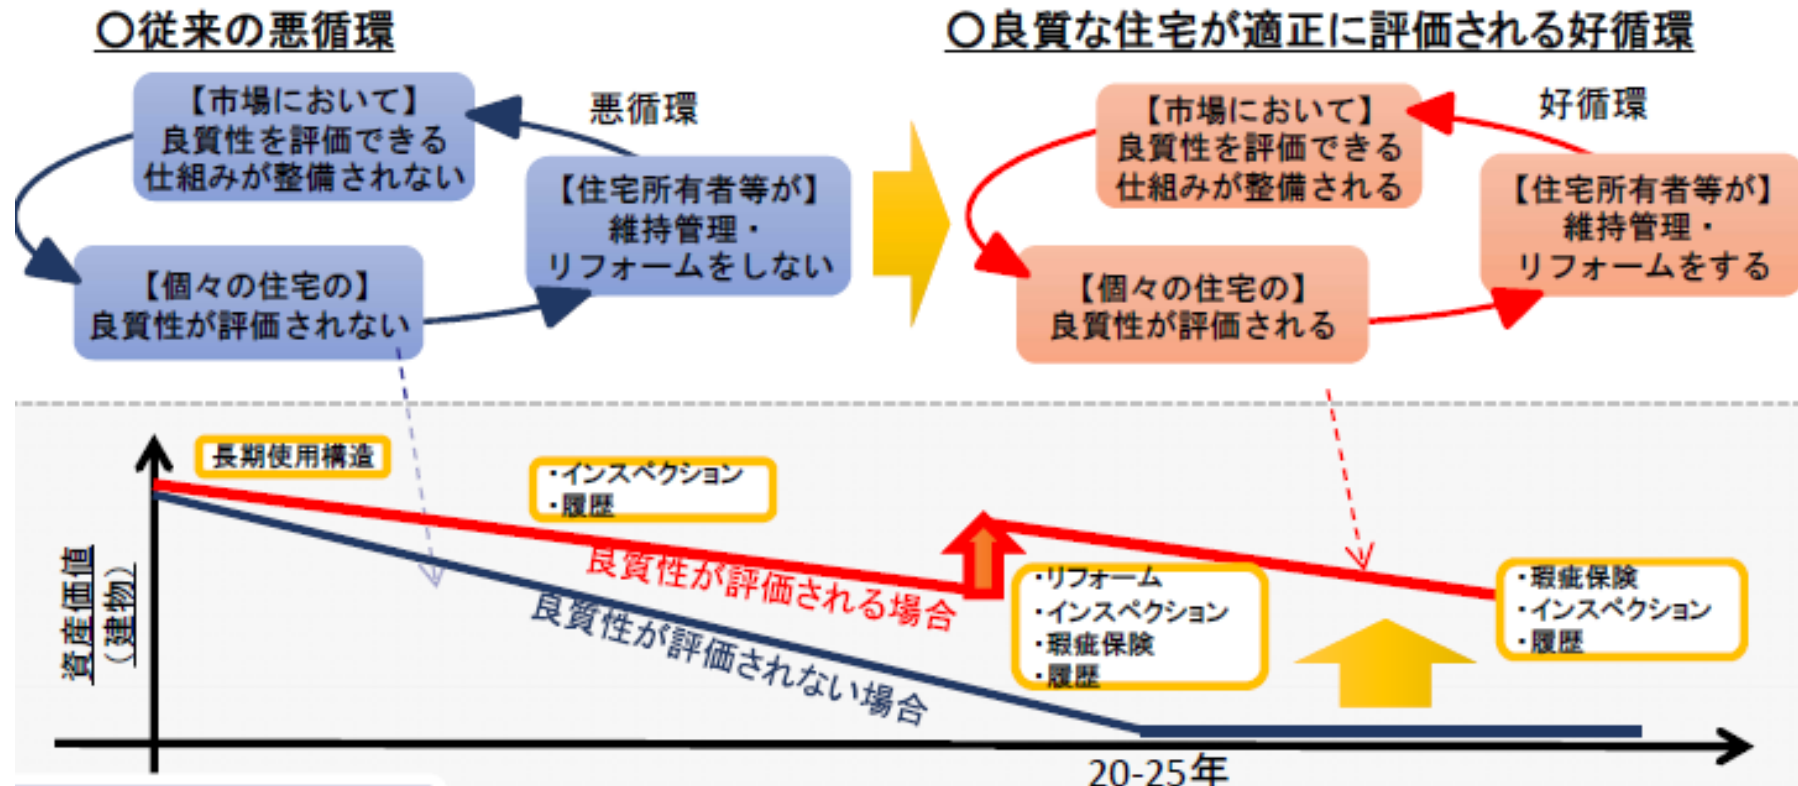 〇従来の悪循環
【市場において】
良質性を評価できる
仕組みが整備されない
悪循環
【住宅所有者等が】
維持管理・
リフォームをしない
【個々の住宅の】
良質性が評価されない
〇良質な住宅が適正に評価される好循環
【市場において】
良質性を評価できる
仕組みが整備される
好循環
【住宅所有者等が】
維持管理・
リフォームをする
【個々の住宅の】
良質性が評価される
資産価値
（建物）
長期使用構造
・インスペクション
・履歴
良質性が評価される場合
良質性が評価されない場合
・リフォーム
・インスペクション
・瑕疵保険
・履歴
・瑕疵保険
・インスペクション
・履歴
20-25年